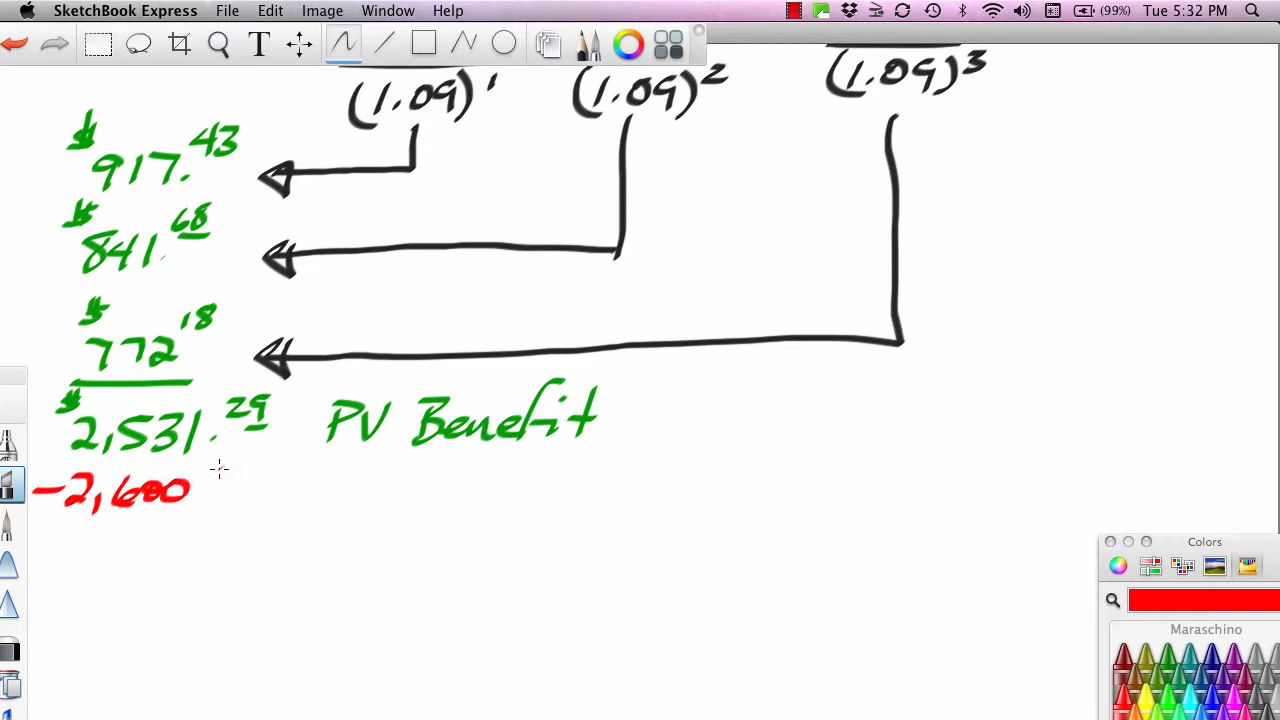 SketchBook Express File Edit Image Window Help (99%) Tue 5:32 PM
T
(1.09)¹ (1.09)² (1.09)³
$917.43
$841.68
$772.18
$2,531.29 PV Benefit
-2,600
Colors
Maraschino